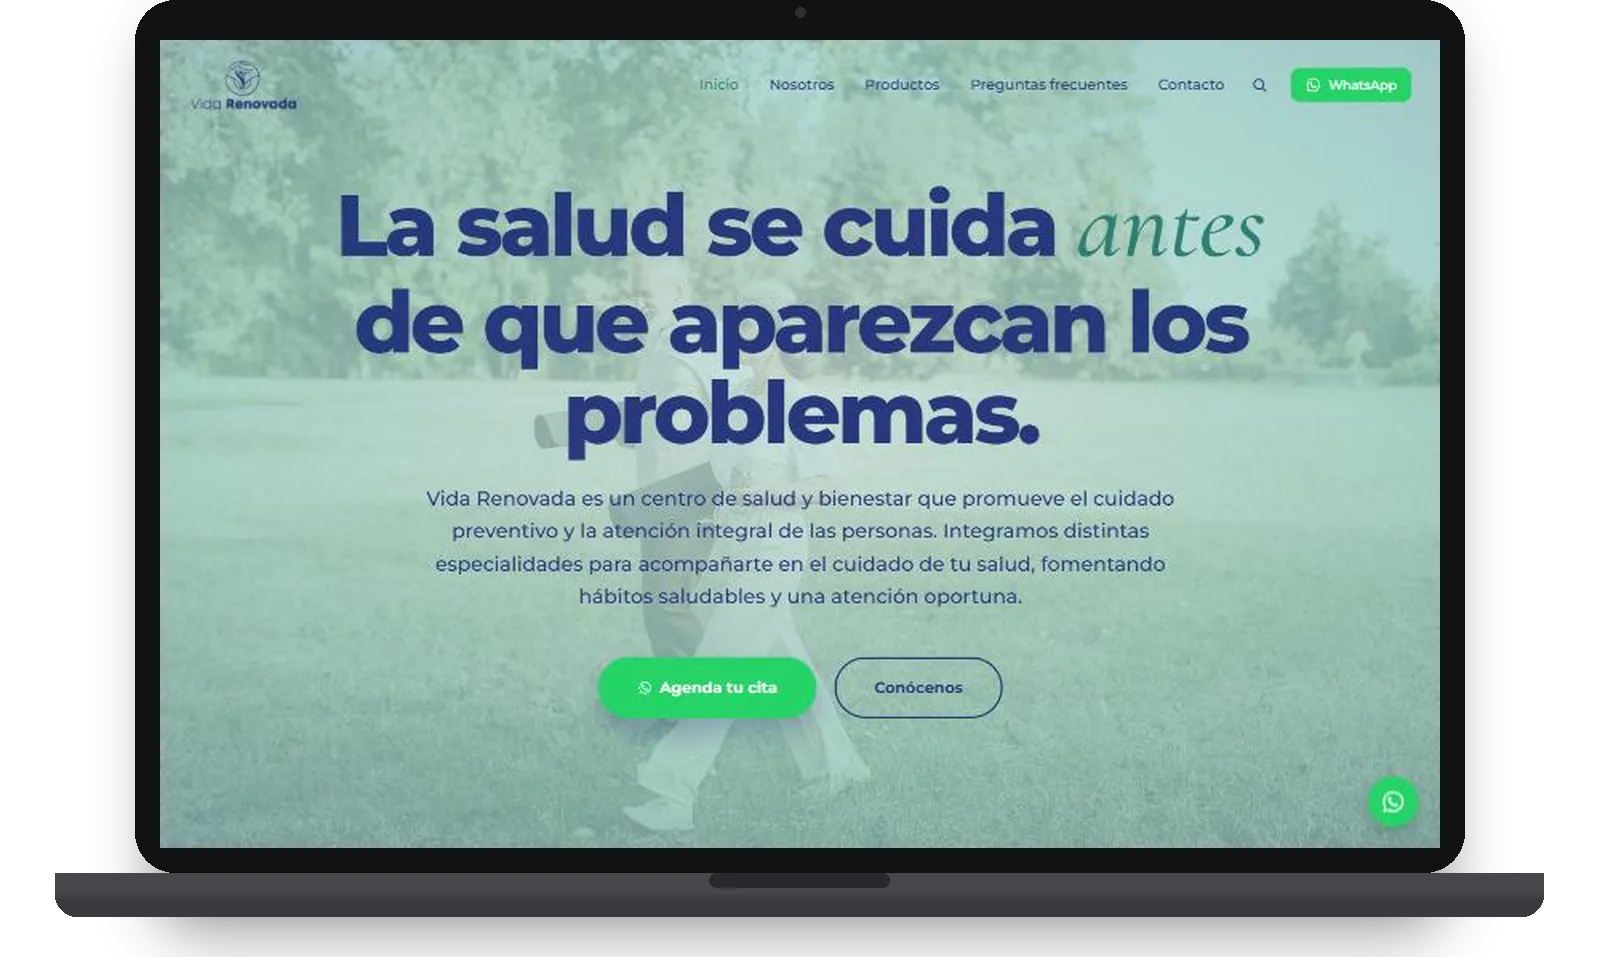 Vida Renovada
Inicio
Nosotros
Productos
Preguntas frecuentes
Contacto
WhatsApp
La salud se cuida antes
de que aparezcan los
problemas.
Vida Renovada es un centro de salud y bienestar que promueve el cuidado
preventivo y la atención integral de las personas. Integramos distintas
especialidades para acompañarte en el cuidado de tu salud, fomentando
hábitos saludables y una atención oportuna.
Agenda tu cita
Conócenos